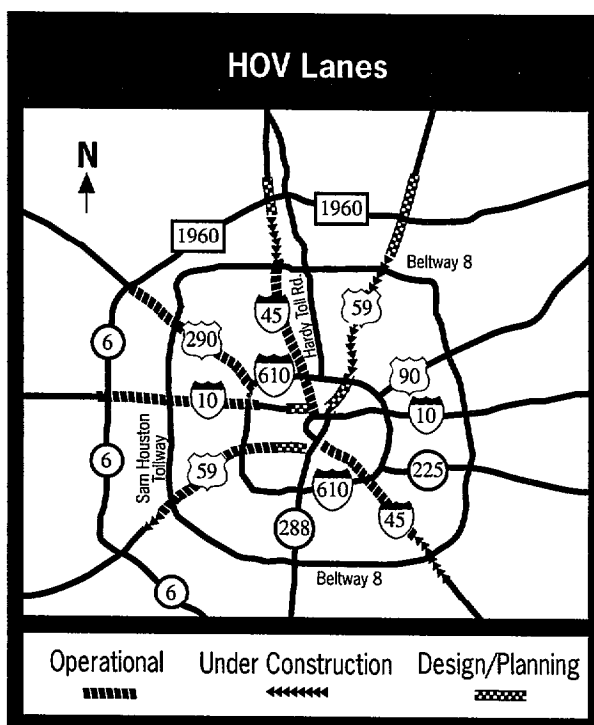 HOV Lanes
N
1960
1960
Beltway 8
45
Hardy Toll Rd.
59
290
6
610
90
10
10
Sam Houston
Tollway
6
59
225
610
45
288
Beltway 8
6
Operational
Under Construction
Design/Planning